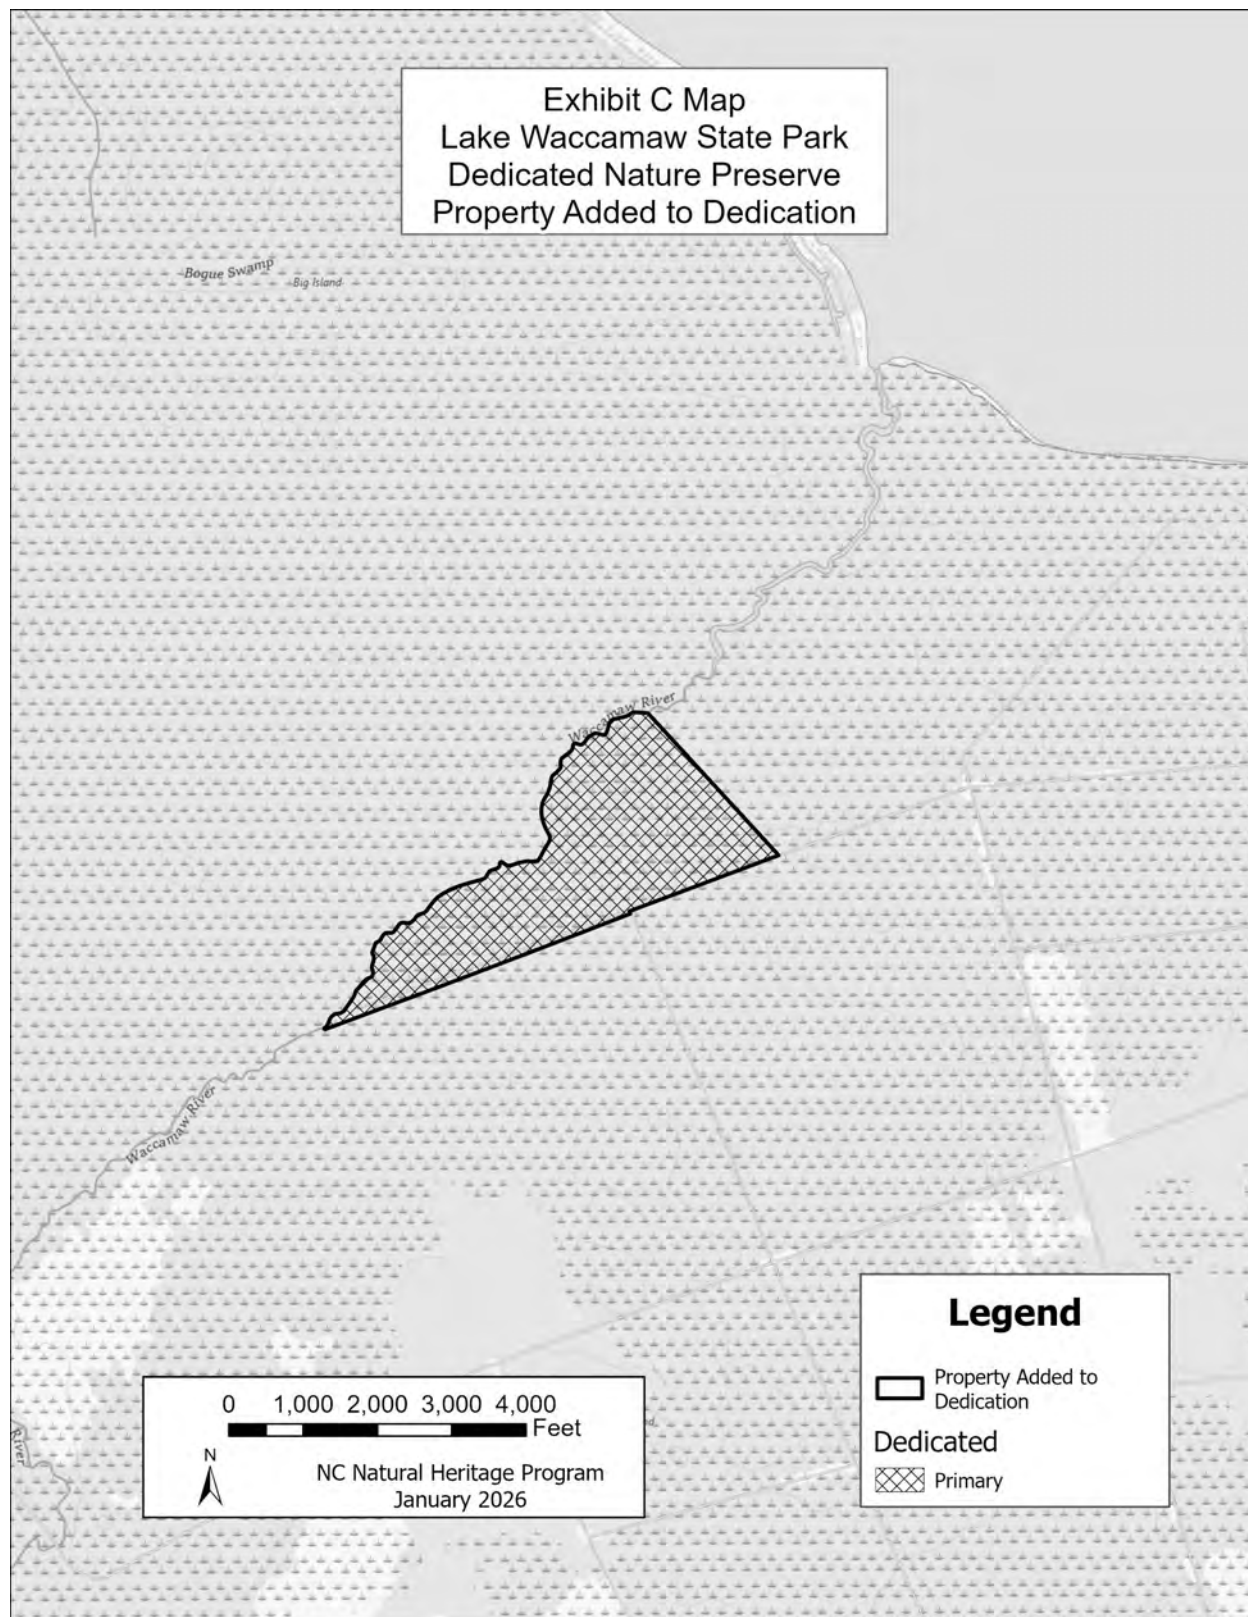 Exhibit C Map
Lake Waccamaw State Park
Dedicated Nature Preserve
Property Added to Dedication
Bogue Swamp
Big Island
Waccamaw River
Waccamaw River
River
Legend
Property Added to
Dedication
Dedicated
Primary
0 1,000 2,000 3,000 4,000
Feet
N
NC Natural Heritage Program
January 2026